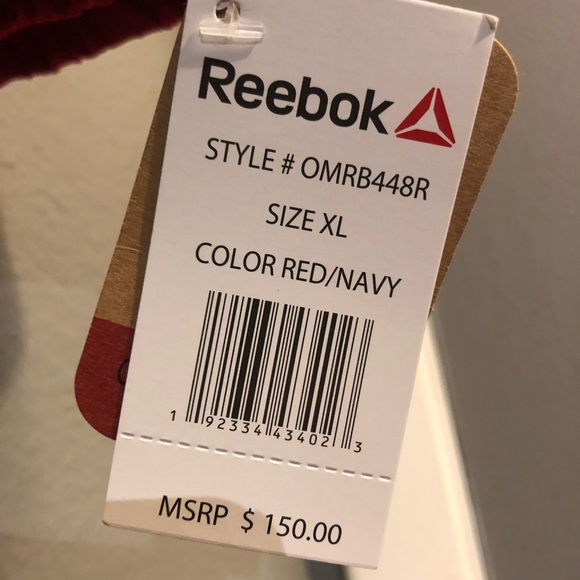 Reebok
STYLE # OMRB448R
SIZE XL
COLOR RED/NAVY
1 92334 43402 3
MSRP $ 150.00